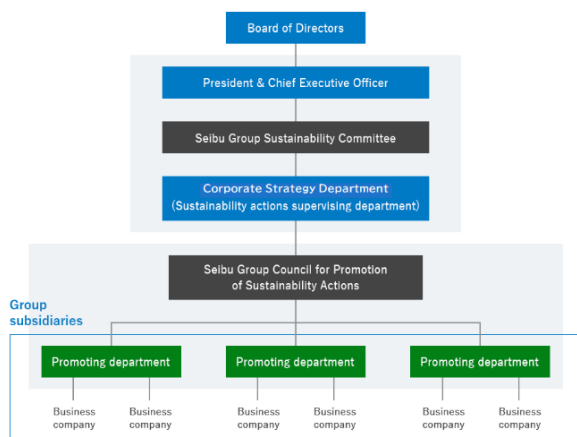 Board of Directors
President & Chief Executive Officer
Seibu Group Sustainability Committee
Corporate Strategy Department
(Sustainability actions supervising department)
Seibu Group Council for Promotion
of Sustainability Actions
Group
subsidiaries
Promoting department
Promoting department
Promoting department
Business
company
Business
company
Business
company
Business
company
Business
company
Business
company